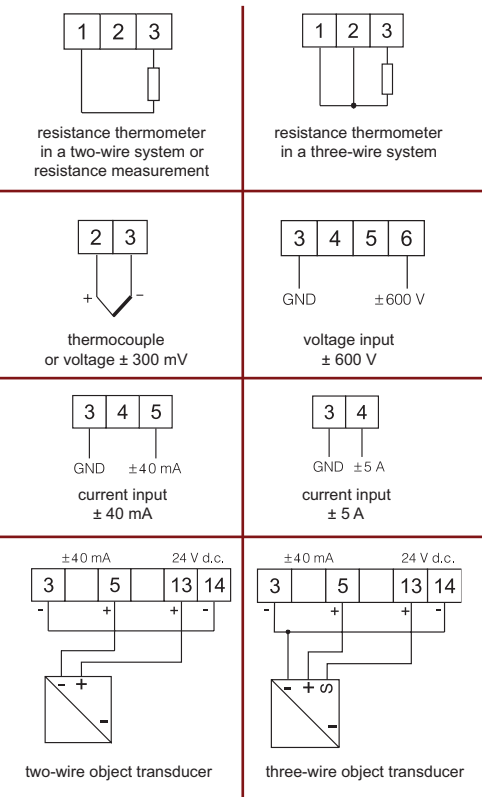 1 2 3
resistance thermometer
in a two-wire system or
resistance measurement
1 2 3
resistance thermometer
in a three-wire system
2 3
+ -
thermocouple
or voltage ± 300 mV
3 4 5 6
GND ±600 V
voltage input
± 600 V
3 4 5
GND ±40 mA
current input
± 40 mA
3 4
GND ±5 A
current input
± 5 A
±40 mA 24 V d.c.
3 5 13 14
- + + -
- +
-
two-wire object transducer
±40 mA 24 V d.c.
3 5 13 14
- + + -
- + S
-
three-wire object transducer